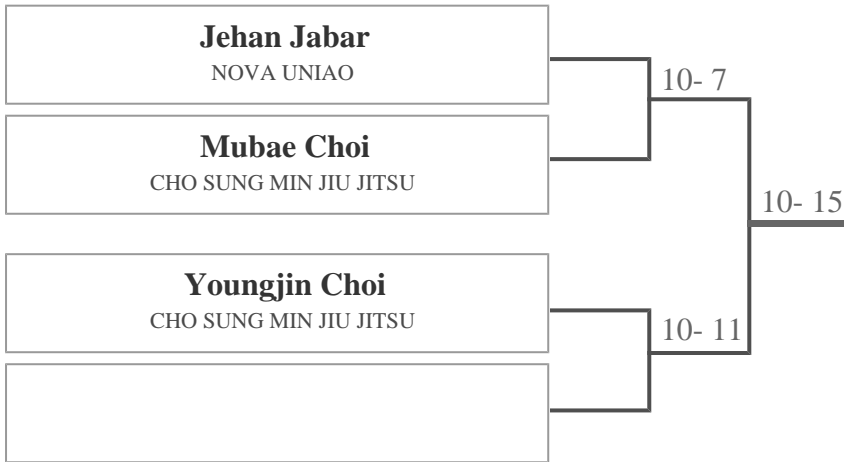 Jehan Jabar
NOVA UNIAO
10- 7
Mubae Choi
CHO SUNG MIN JIU JITSU
10- 15
Youngjin Choi
CHO SUNG MIN JIU JITSU
10- 11